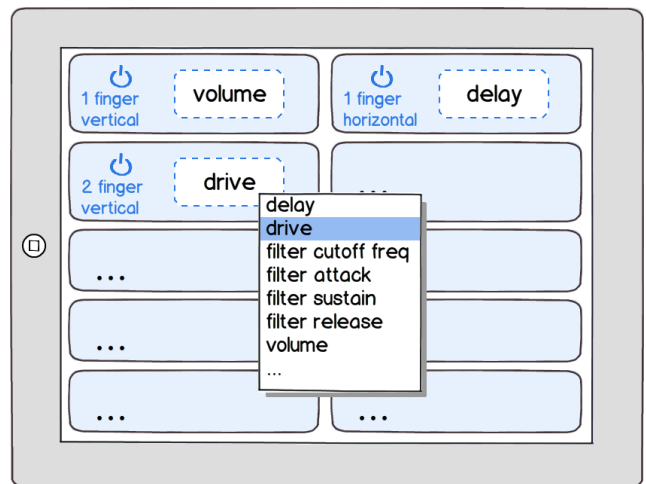 1 finger
vertical
volume
1 finger
horizontal
delay
2 finger
vertical
drive
...
delay
drive
filter cutoff freq
filter attack
filter sustain
filter release
volume
...
...
...
...
...